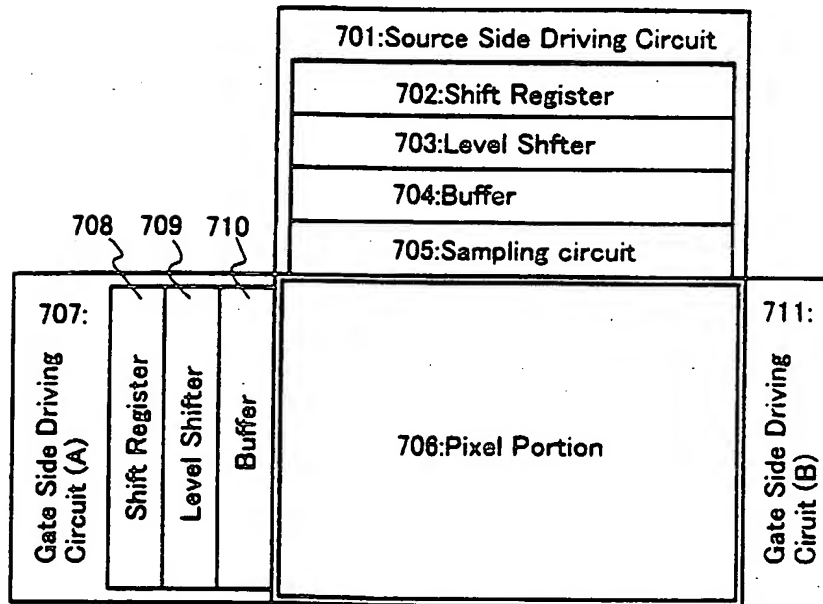 701:Source Side Driving Circuit
702:Shift Register
703:Level Shfter
704:Buffer
705:Sampling circuit
708 709 710
707:
Gate Side Driving
Circuit (A)
Shift Register
Level Shifter
Buffer
706:Pixel Portion
711:
Gate Side Driving
Ciruit (B)